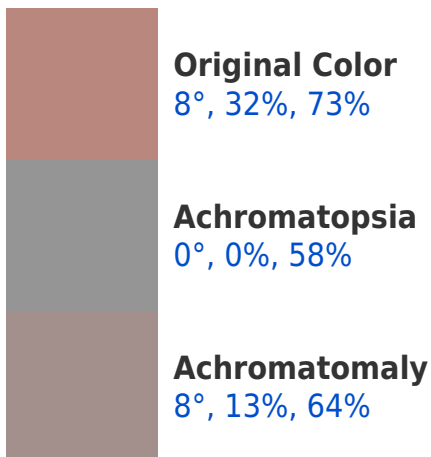 Original Color
8°, 32%, 73%
Achromatopsia
0°, 0%, 58%
Achromatomaly
8°, 13%, 64%